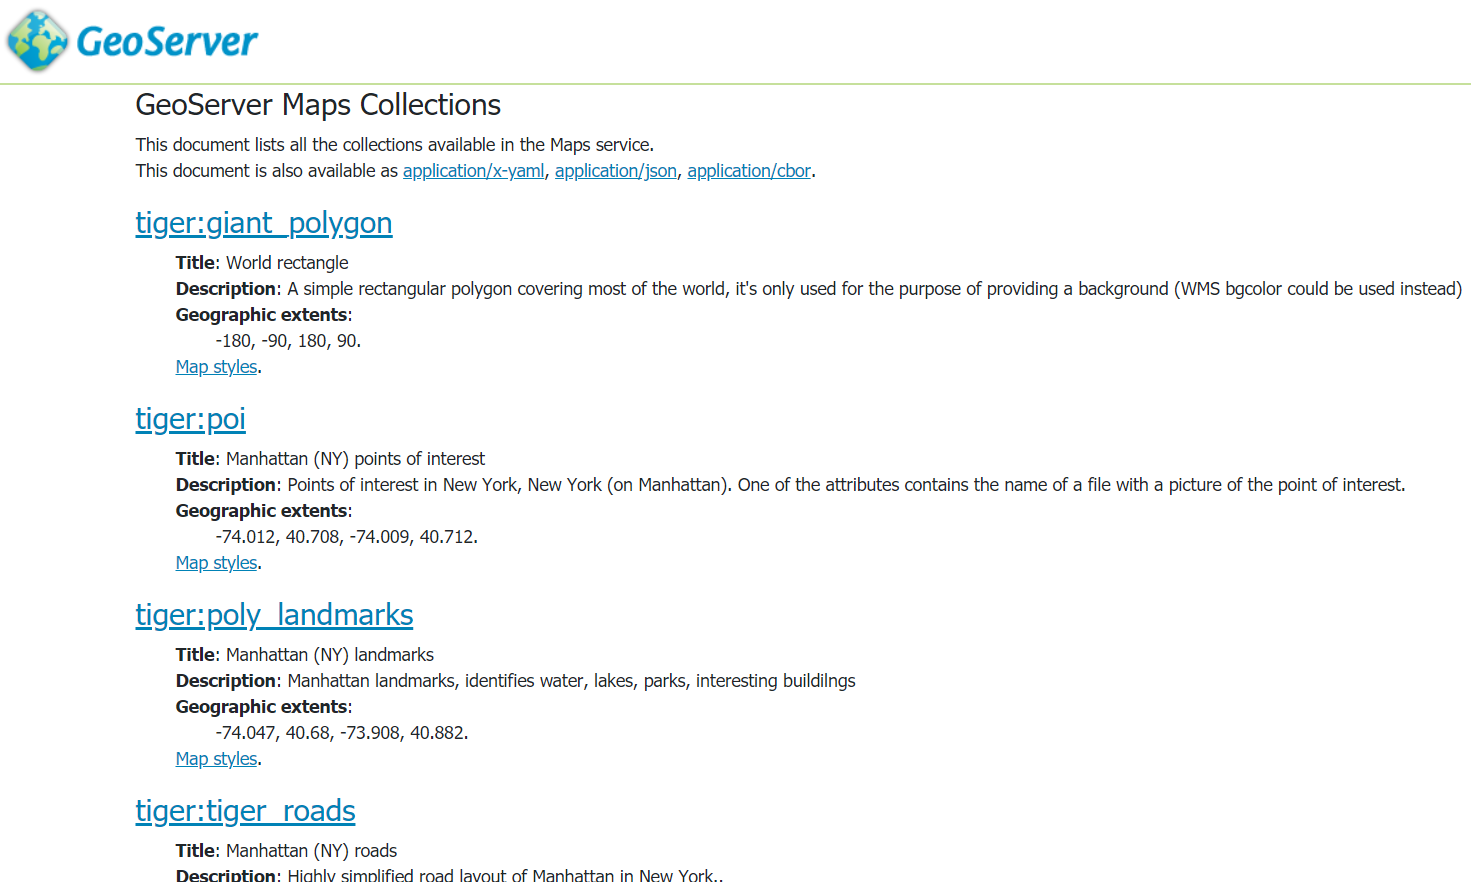 GeoServer
GeoServer Maps Collections
This document lists all the collections available in the Maps service.
This document is also available as application/x-yaml, application/json, application/cbor.
tiger:giant_polygon
Title: World rectangle
Description: A simple rectangular polygon covering most of the world, it's only used for the purpose of providing a background (WMS bgcolor could be used instead)
Geographic extents:
-180, -90, 180, 90.
Map styles.
tiger:poi
Title: Manhattan (NY) points of interest
Description: Points of interest in New York, New York (on Manhattan). One of the attributes contains the name of a file with a picture of the point of interest.
Geographic extents:
-74.012, 40.708, -74.009, 40.712.
Map styles.
tiger:poly_landmarks
Title: Manhattan (NY) landmarks
Description: Manhattan landmarks, identifies water, lakes, parks, interesting buildilngs
Geographic extents:
-74.047, 40.68, -73.908, 40.882.
Map styles.
tiger:tiger_roads
Title: Manhattan (NY) roads
Description: Highly simplified road layout of Manhattan in New York..